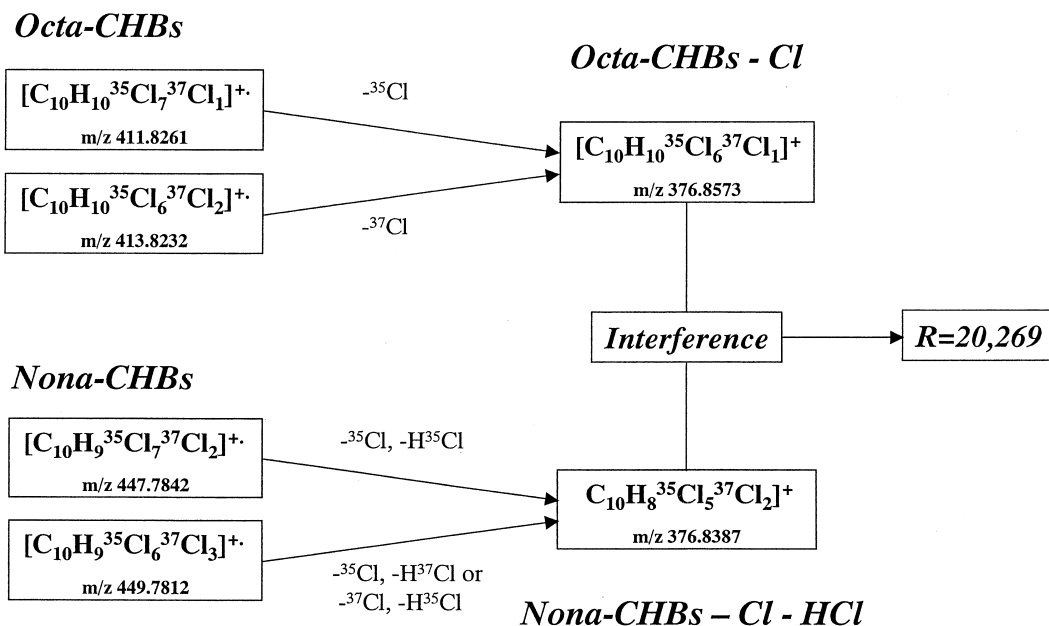 Octa-CHBs
[C₁₀H₁₀³⁵Cl₇³⁷Cl₁]⁺·
m/z 411.8261
[C₁₀H₁₀³⁵Cl₆³⁷Cl₂]⁺·
m/z 413.8232
-³⁵Cl
-³⁷Cl
Octa-CHBs - Cl
[C₁₀H₁₀³⁵Cl₆³⁷Cl₁]⁺
m/z 376.8573
Interference
R=20,269
Nona-CHBs
[C₁₀H₉³⁵Cl₇³⁷Cl₂]⁺·
m/z 447.7842
[C₁₀H₉³⁵Cl₆³⁷Cl₃]⁺·
m/z 449.7812
-³⁵Cl, -H³⁵Cl
-³⁵Cl, -H³⁷Cl or
-³⁷Cl, -H³⁵Cl
C₁₀H₈³⁵Cl₅³⁷Cl₂]⁺
m/z 376.8387
Nona-CHBs – Cl - HCl